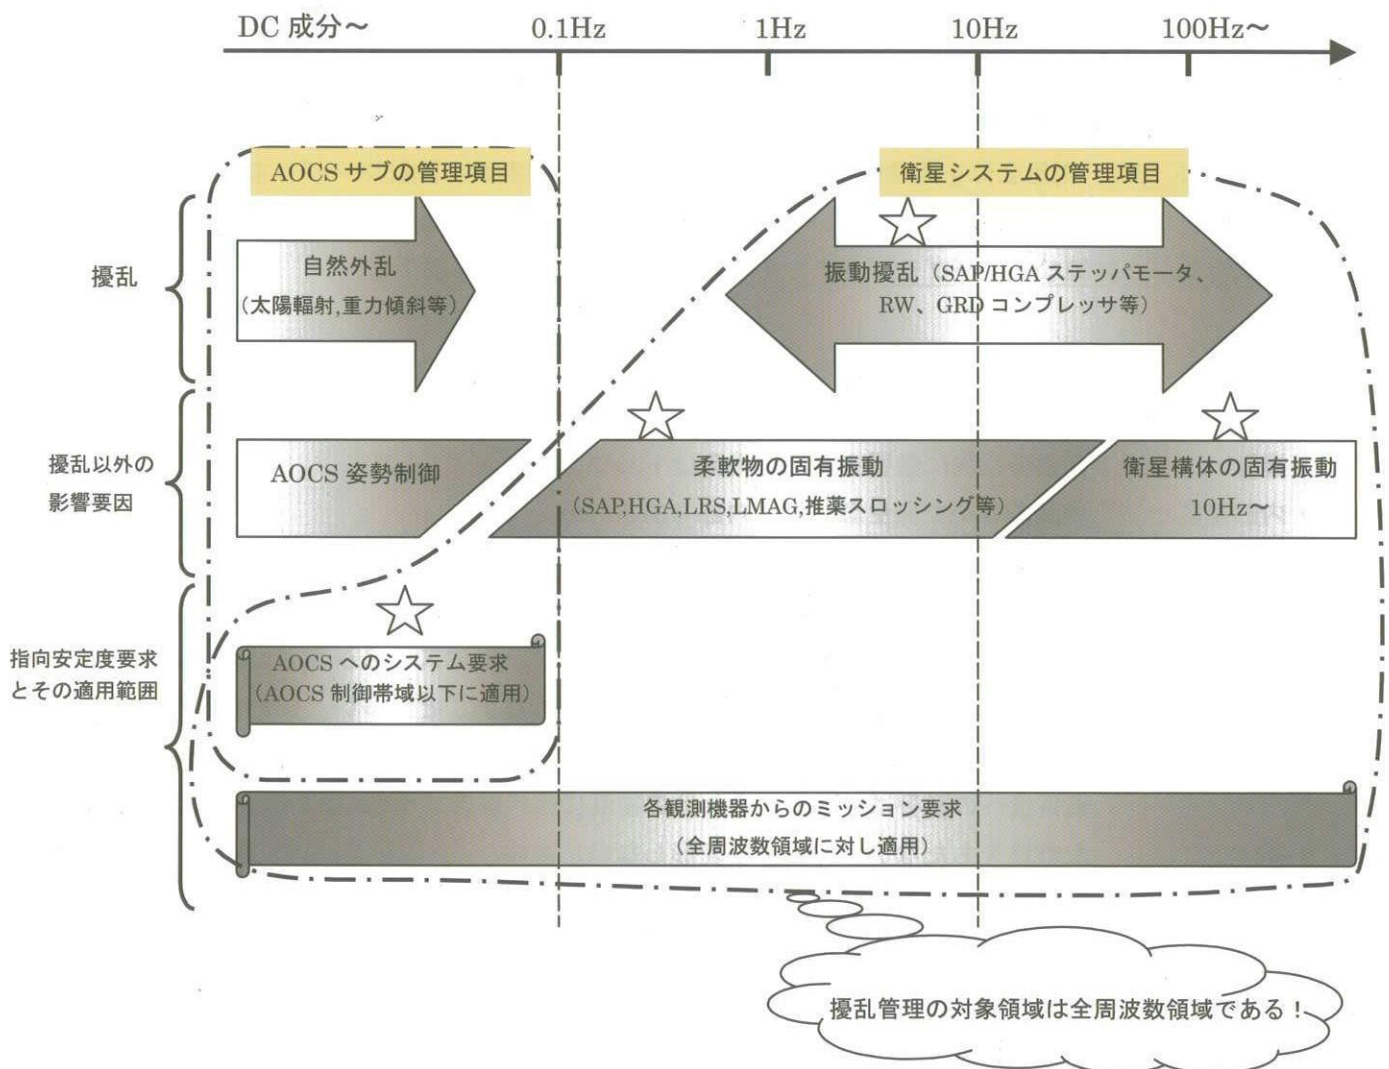 DC 成分～ 0.1Hz 1Hz 10Hz 100Hz～
AOCS サブの管理項目
衛星システムの管理項目
擾乱
自然外乱
(太陽輻射,重力傾斜等)
振動擾乱（SAP/HGA ステッパモータ、
RW、GRD コンプレッサ等）
擾乱以外の
影響要因
AOCS 姿勢制御
柔軟物の固有振動
(SAP,HGA,LRS,LMAG,推薬スロッシング等)
衛星構体の固有振動
10Hz～
指向安定度要求
とその適用範囲
AOCS へのシステム要求
(AOCS 制御帯域以下に適用)
各観測機器からのミッション要求
(全周波数領域に対し適用)
擾乱管理の対象領域は全周波数領域である！